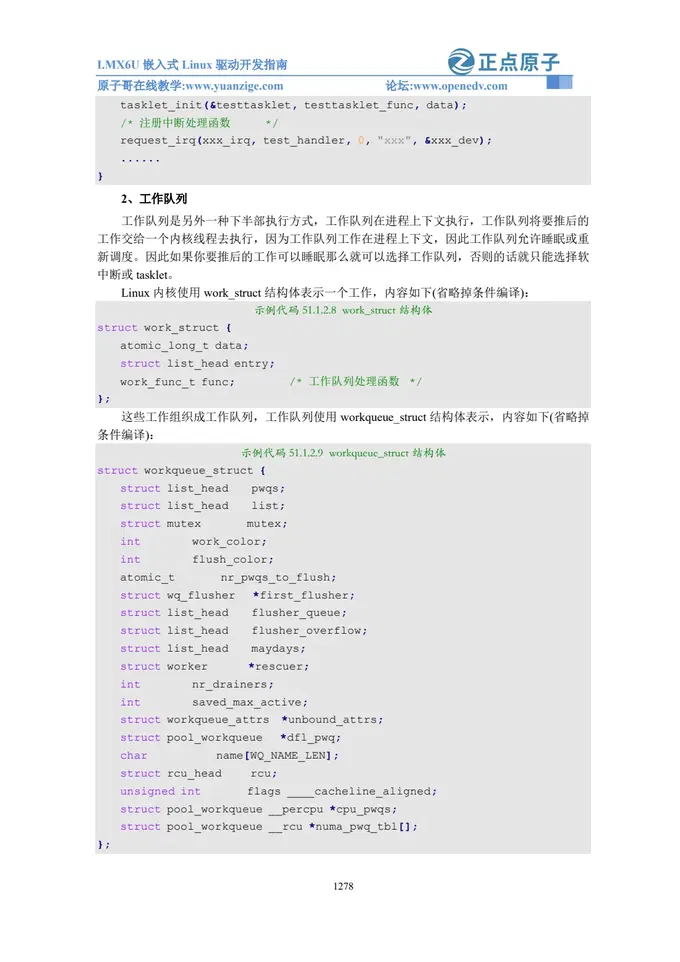 I.MX6U 嵌入式 Linux 驱动开发指南
正点原子
原子哥在线教学:www.yuanzige.com 论坛:www.openedv.com
tasklet_init(&testtasklet, testtasklet_func, data);
/* 注册中断处理函数 */
request_irq(xxx_irq, test_handler, 0, "xxx", &xxx_dev);
......
}
2、工作队列
工作队列是另外一种下半部执行方式，工作队列在进程上下文执行，工作队列将要推后的
工作交给一个内核线程去执行，因为工作队列工作在进程上下文，因此工作队列允许睡眠或重
新调度。因此如果你要推后的工作可以睡眠那么就可以选择工作队列，否则的话就只能选择软
中断或 tasklet。
Linux 内核使用 work_struct 结构体表示一个工作，内容如下(省略掉条件编译)：
示例代码 51.1.2.8 work_struct 结构体
struct work_struct {
atomic_long_t data;
struct list_head entry;
work_func_t func; /* 工作队列处理函数 */
};
这些工作组织成工作队列，工作队列使用 workqueue_struct 结构体表示，内容如下(省略掉
条件编译)：
示例代码 51.1.2.9 workqueue_struct 结构体
struct workqueue_struct {
struct list_head pwqs;
struct list_head list;
struct mutex mutex;
int work_color;
int flush_color;
atomic_t nr_pwqs_to_flush;
struct wq_flusher *first_flusher;
struct list_head flusher_queue;
struct list_head flusher_overflow;
struct list_head maydays;
struct worker *rescuer;
int nr_drainers;
int saved_max_active;
struct workqueue_attrs *unbound_attrs;
struct pool_workqueue *dfl_pwq;
char name[WQ_NAME_LEN];
struct rcu_head rcu;
unsigned int flags ____cacheline_aligned;
struct pool_workqueue __percpu *cpu_pwqs;
struct pool_workqueue __rcu *numa_pwq_tbl[];
};
1278